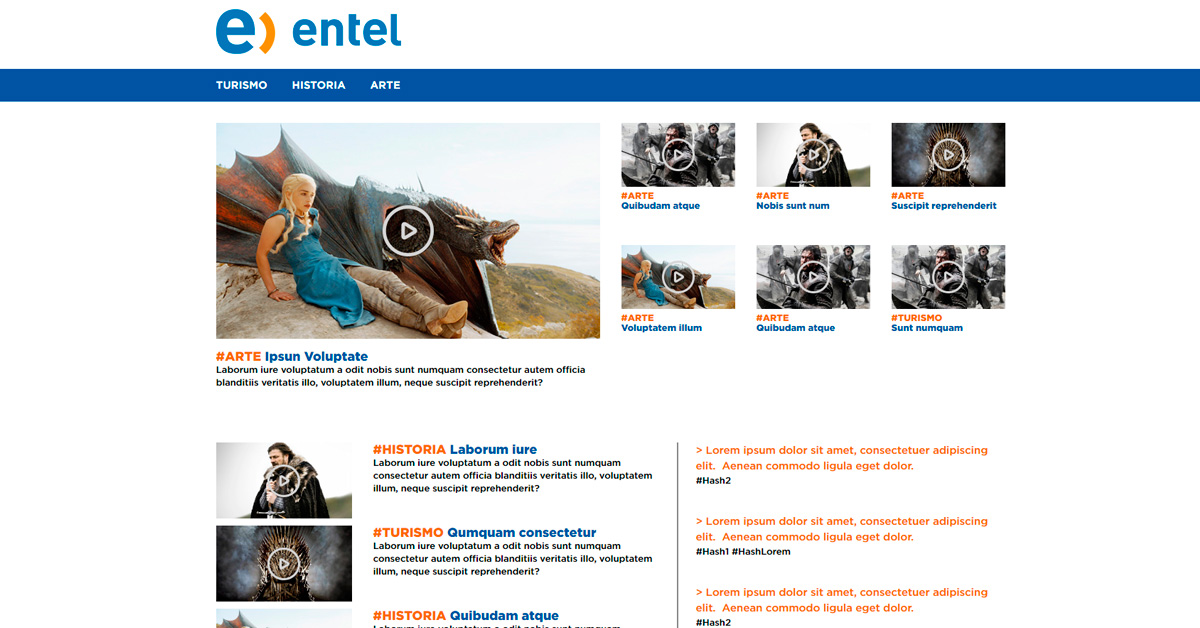 e) entel
TURISMO HISTORIA ARTE
#ARTE Ipsun Voluptate
Laborum iure voluptatum a odit nobis sunt numquam consectetur autem officia
blanditiis veritatis illo, voluptatem illum, neque suscipit reprehenderit?
#ARTE
Quibudam atque
#ARTE
Nobis sunt num
#ARTE
Suscipit reprehenderit
#ARTE
Voluptatem illum
#ARTE
Quibudam atque
#TURISMO
Sunt numquam
#HISTORIA Laborum iure
Laborum iure voluptatum a odit nobis sunt numquam
consectetur autem officia blanditiis veritatis illo, voluptatem
illum, neque suscipit reprehenderit?
#TURISMO Qumquam consectetur
Laborum iure voluptatum a odit nobis sunt numquam
consectetur autem officia blanditiis veritatis illo, voluptatem
illum, neque suscipit reprehenderit?
#HISTORIA Quibudam atque
> Lorem ipsum dolor sit amet, consectetuer adipiscing
elit. Aenean commodo ligula eget dolor.
#Hash2
> Lorem ipsum dolor sit amet, consectetuer adipiscing
elit. Aenean commodo ligula eget dolor.
#Hash1 #HashLorem
> Lorem ipsum dolor sit amet, consectetuer adipiscing
elit. Aenean commodo ligula eget dolor.
#Hash2